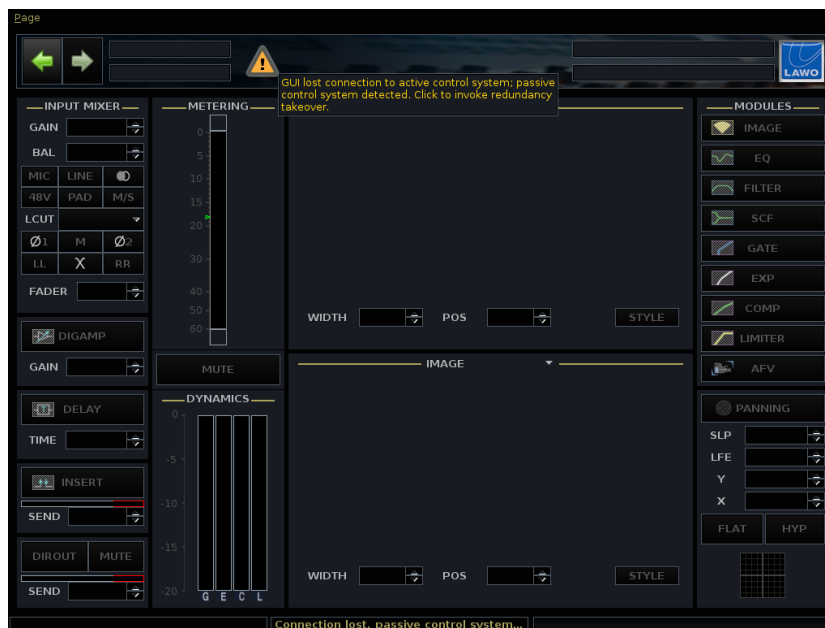 Page
GUI lost connection to active control system; passive
control system detected. Click to invoke redundancy
takeover.
LAWO
INPUT MIXER
GAIN
BAL
MIC LINE
48V PAD M/S
LCUT
Ø1 M Ø2
LL X RR
FADER
DIGAMP
GAIN
DELAY
TIME
INSERT
SEND
DIROUT MUTE
SEND
METERING
0
5
10
15
20
30
40
50
60
MUTE
DYNAMICS
0
-5
-10
-15
-20
G E C L
WIDTH POS STYLE
IMAGE
WIDTH POS STYLE
MODULES
IMAGE
EQ
FILTER
SCF
GATE
EXP
COMP
LIMITER
AFV
PANNING
SLP
LFE
Y
X
FLAT HYP
Connection lost, passive control system...